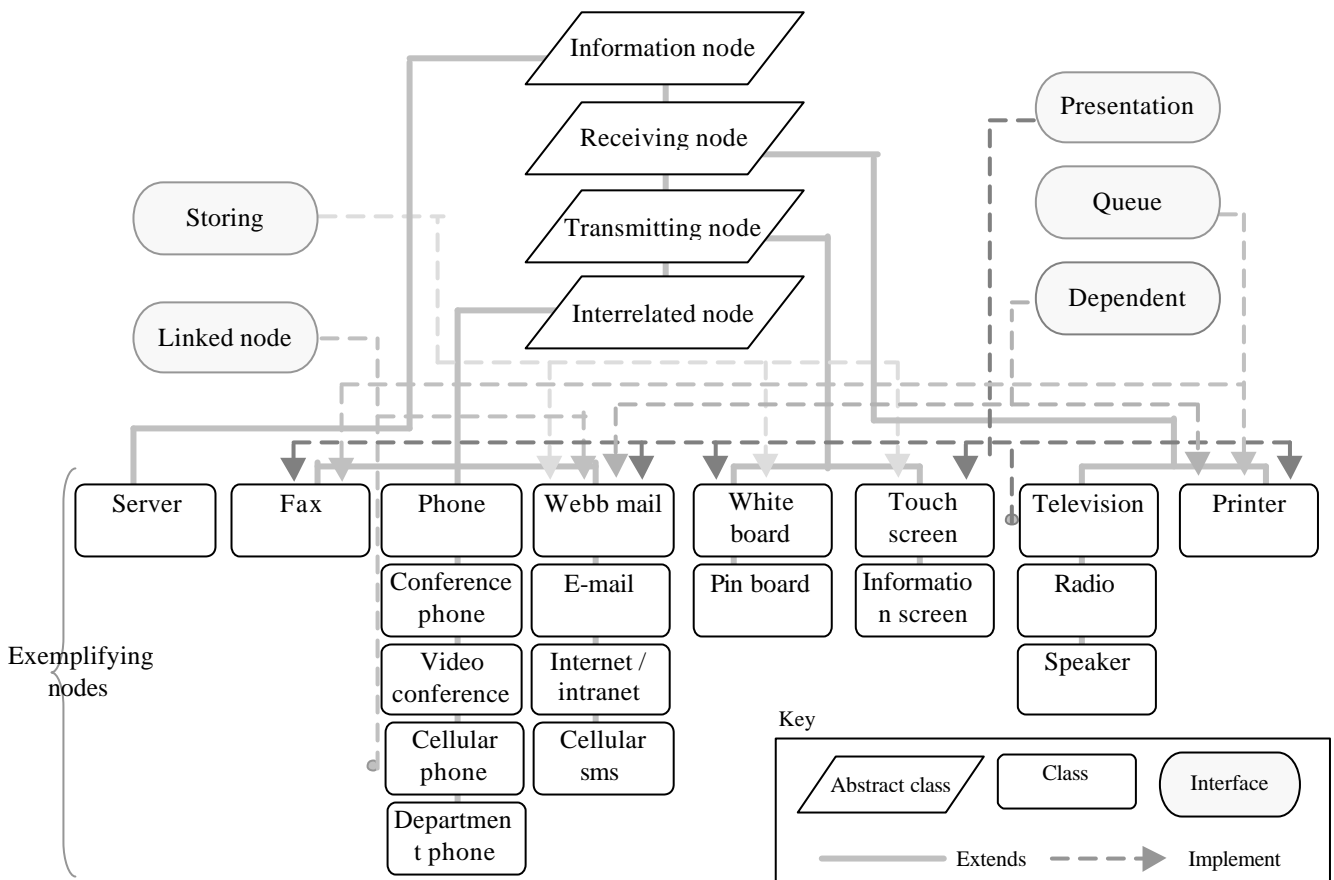 Information node
Presentation
Receiving node
Storing
Queue
Transmitting node
Dependent
Interrelated node
Linked node
Server
Fax
Phone
Webb mail
White
board
Touch
screen
Television
Printer
Conference
phone
E-mail
Pin board
Informatio
n screen
Radio
Exemplifying
nodes
Video
conference
Internet /
intranet
Speaker
Cellular
phone
Cellular
sms
Departmen
t phone
Key
Abstract class
Class
Interface
Extends
Implement